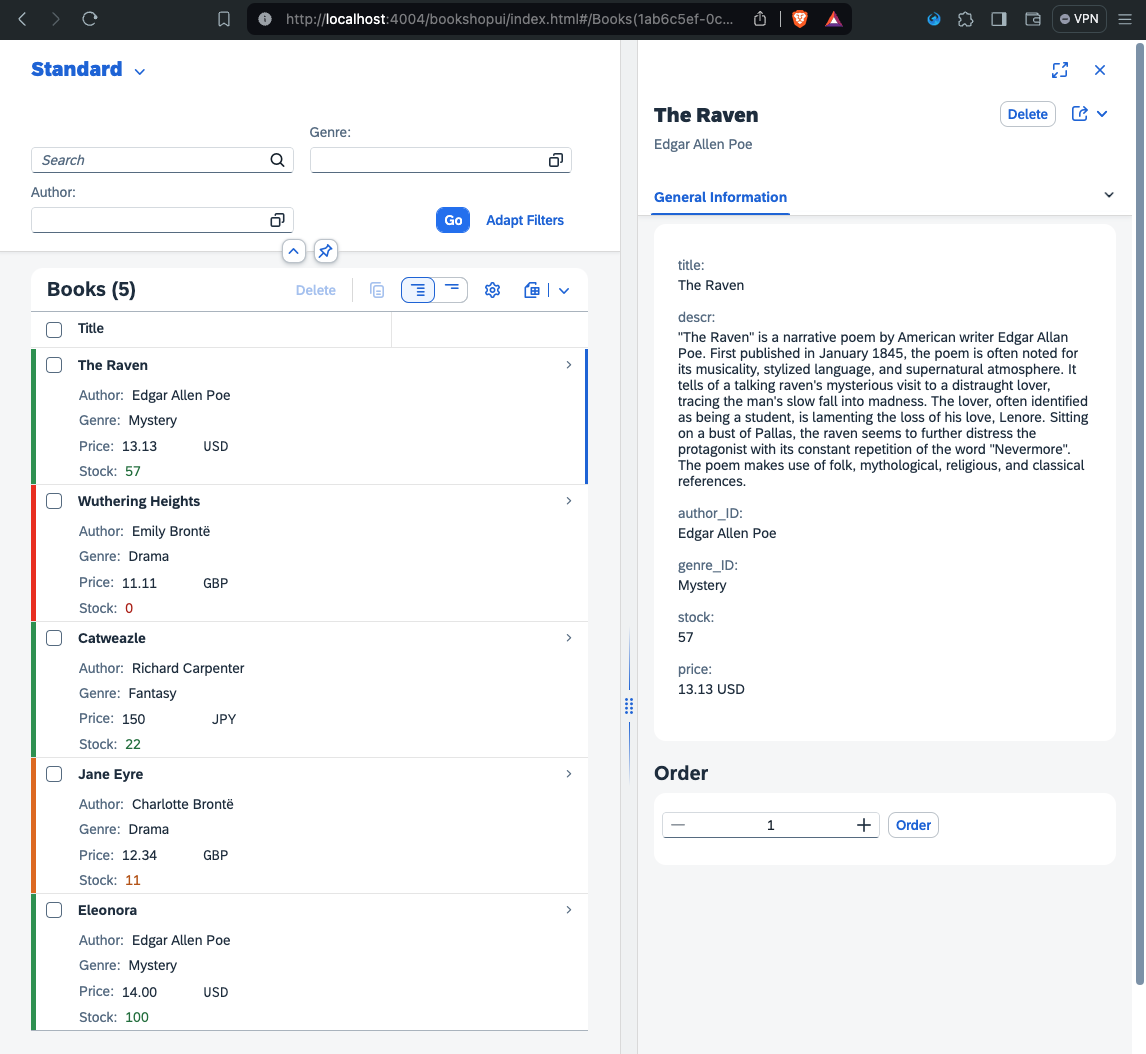 http://localhost:4004/bookshopui/index.html#/Books(1ab6c5ef-0c...
VPN
Standard
Genre:
Search
Author:
Go
Adapt Filters
Books (5)
Delete
Title
The Raven
Author: Edgar Allen Poe
Genre: Mystery
Price: 13.13 USD
Stock: 57
Wuthering Heights
Author: Emily Brontë
Genre: Drama
Price: 11.11 GBP
Stock: 0
Catweazle
Author: Richard Carpenter
Genre: Fantasy
Price: 150 JPY
Stock: 22
Jane Eyre
Author: Charlotte Brontë
Genre: Drama
Price: 12.34 GBP
Stock: 11
Eleonora
Author: Edgar Allen Poe
Genre: Mystery
Price: 14.00 USD
Stock: 100
The Raven
Delete
Edgar Allen Poe
General Information
title:
The Raven
descr:
"The Raven" is a narrative poem by American writer Edgar Allan
Poe. First published in January 1845, the poem is often noted for
its musicality, stylized language, and supernatural atmosphere. It
tells of a talking raven's mysterious visit to a distraught lover,
tracing the man's slow fall into madness. The lover, often identified
as being a student, is lamenting the loss of his love, Lenore. Sitting
on a bust of Pallas, the raven seems to further distress the
protagonist with its constant repetition of the word "Nevermore".
The poem makes use of folk, mythological, religious, and classical
references.
author_ID:
Edgar Allen Poe
genre_ID:
Mystery
stock:
57
price:
13.13 USD
Order
1
Order